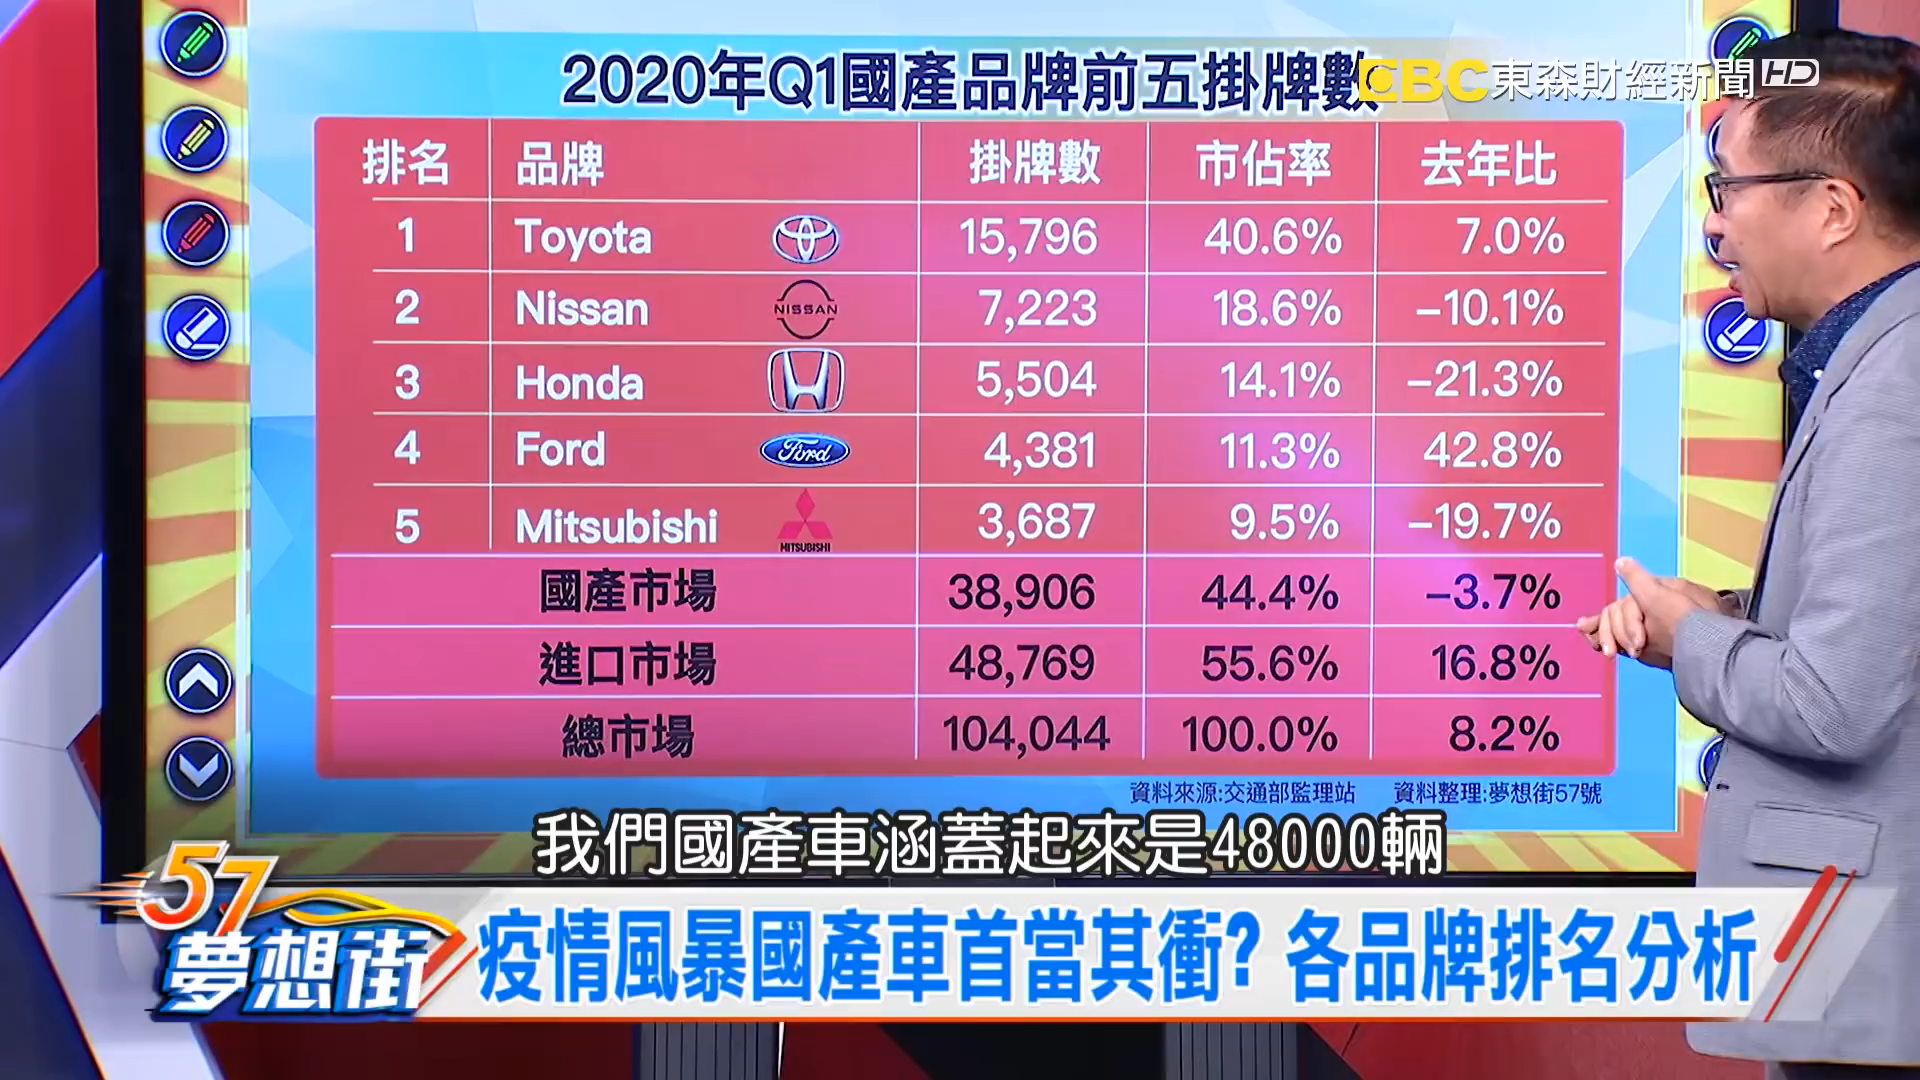 2020年Q1國產品牌前五掛牌數
EBC東森財經新聞HD
排名 品牌 掛牌數 市佔率 去年比
1 Toyota 15,796 40.6% 7.0%
2 Nissan NISSAN 7,223 18.6% -10.1%
3 Honda 5,504 14.1% -21.3%
4 Ford Ford 4,381 11.3% 42.8%
5 Mitsubishi MITSUBISHI 3,687 9.5% -19.7%
國產市場 38,906 44.4% -3.7%
進口市場 48,769 55.6% 16.8%
總市場 104,044 100.0% 8.2%
資料來源:交通部監理站 資料整理:夢想街57號
我們國產車涵蓋起來是48000輛
57
夢想街
疫情風暴國產車首當其衝? 各品牌排名分析